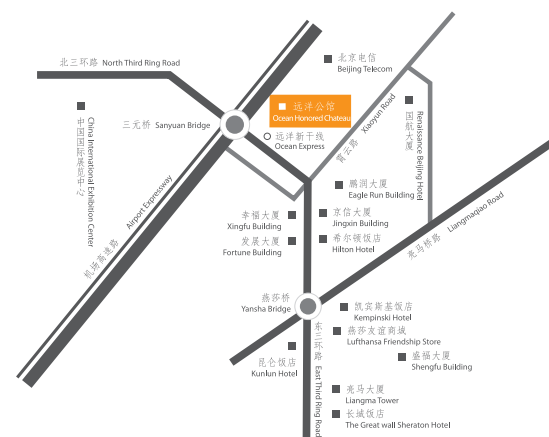 北三环路 North Third Ring Road
北京电信
Beijing Telecom
远洋公馆
Ocean Honored Chateau
三元桥 Sanyuan Bridge
远洋新干线
Ocean Express
中国国际展览中心
China International Exhibition Center
机场高速路
Airport Expressway
霄云路
Xiaoyun Road
国航大厦
Renaissance Beijing Hotel
鹏润大厦
Eagle Run Building
幸福大厦
Xingfu Building
京信大厦
Jingxin Building
发展大厦
Fortune Building
希尔顿饭店
Hilton Hotel
亮马桥路
Liangmaqiao Road
燕莎桥
Yansha Bridge
凯宾斯基饭店
Kempinski Hotel
燕莎友谊商城
Lufthansa Friendship Store
盛福大厦
Shengfu Building
昆仑饭店
Kunlun Hotel
东三环路
East Third Ring Road
亮马大厦
Liangma Tower
长城饭店
The Great wall Sheraton Hotel